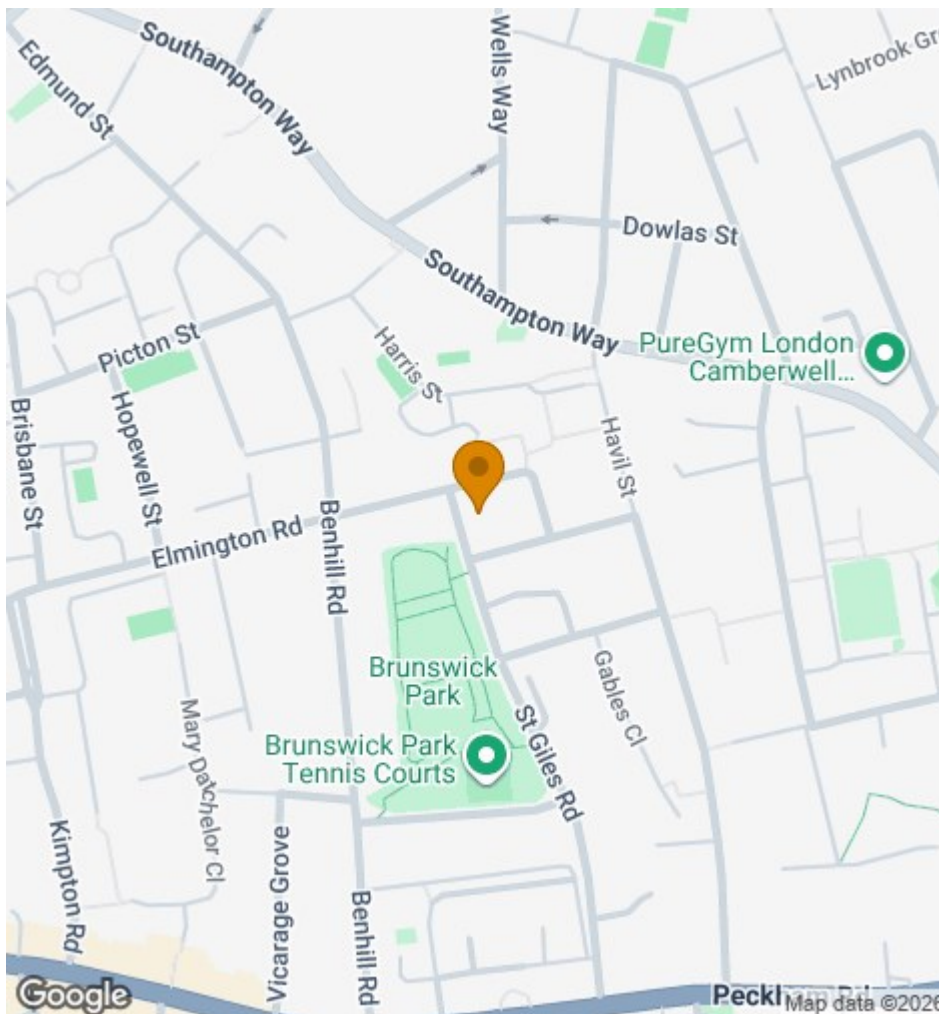 Southampton Way
Edmund St
Wells Way
Lynbrook Gr
Dowlas St
Southampton Way
PureGym London
Camberwell...
Picton St
Harris St
Hopewell St
Brisbane St
Havil St
Elmington Rd
Benhill Rd
Brunswick
Park
Gables Cl
St Giles Rd
Brunswick Park
Tennis Courts
Mary Datchelor Cl
Kimpton Rd
Vicarage Grove
Benhill Rd
Google
Peckham Rd
Map data ©2026